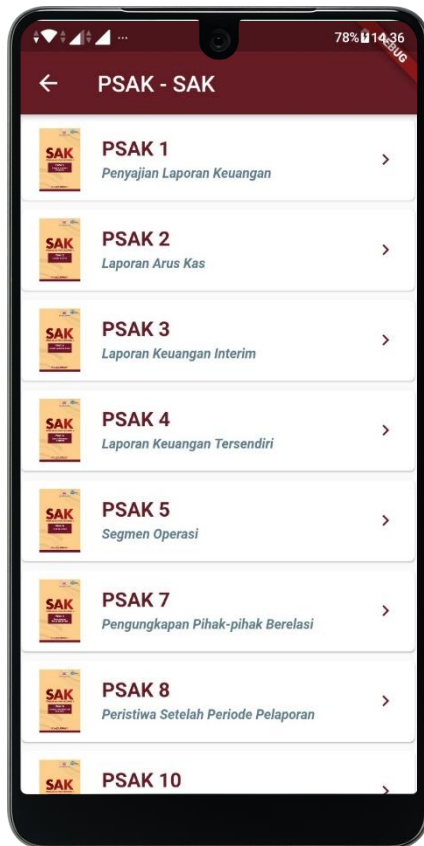 78% 14:36
DEBUG
PSAK - SAK
SAK
PSAK 1
Penyajian Laporan Keuangan
SAK
PSAK 2
Laporan Arus Kas
SAK
PSAK 3
Laporan Keuangan Interim
SAK
PSAK 4
Laporan Keuangan Tersendiri
SAK
PSAK 5
Segmen Operasi
SAK
PSAK 7
Pengungkapan Pihak-pihak Berelasi
SAK
PSAK 8
Peristiwa Setelah Periode Pelaporan
SAK
PSAK 10